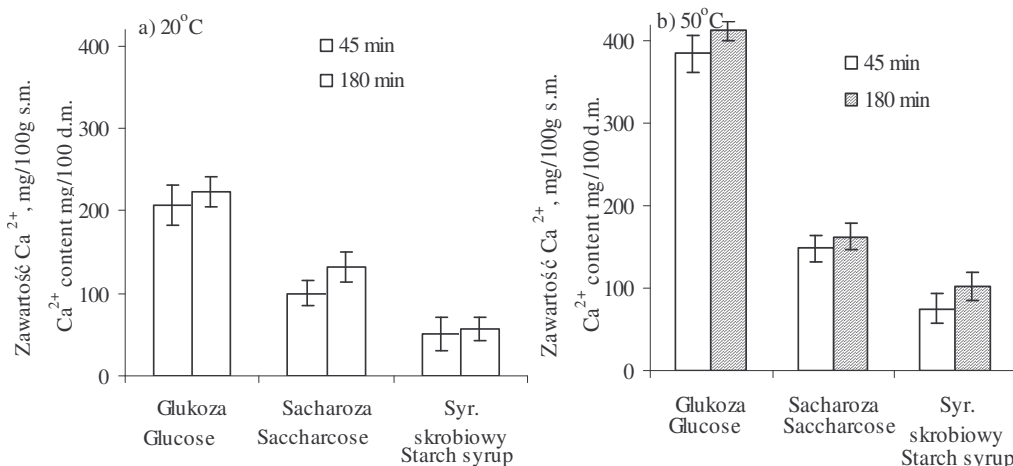 a) 20°C
45 min
180 min
Zawartość Ca 2+, mg/100g s.m.
Ca2+ content mg/100 d.m.
400
300
200
100
0
Glukoza
Glucose
Sacharoza
Saccharcose
Syr.
skrobiowy
Starch syrup
b) 50°C
45 min
180 min
Zawartość Ca 2+, mg/100g s.m.
Ca2+ content mg/100 d.m.
400
300
200
100
0
Glukoza
Glucose
Sacharoza
Saccharcose
Syr.
skrobiowy
Starch syrup